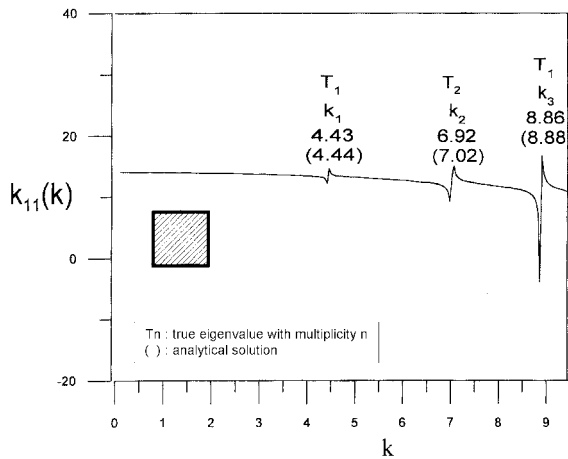 40
T1
k1
4.43
(4.44)
T2
k2
6.92
(7.02)
T1
k3
8.86
(8.88
20
k11(k)
0
Tn : true eigenvalue with multiplicity n
( ) : analytical solution
-20
0 1 2 3 4 5 6 7 8 9
k